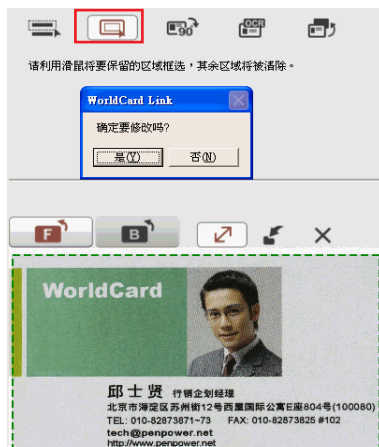 90°
OCR
请利用滑鼠将要保留的区域框选，其余区域将被清除。
WorldCard Link
确定要修改吗?
是(Y)
否(N)
F
B
WorldCard
邱士贤 行销企划经理
北京市海淀区苏州街12号西屋国际公寓E座604号(100080)
TEL: 010-82873871~73 FAX: 010-82873825 #102
tech@penpower.net
http://www.penpower.net